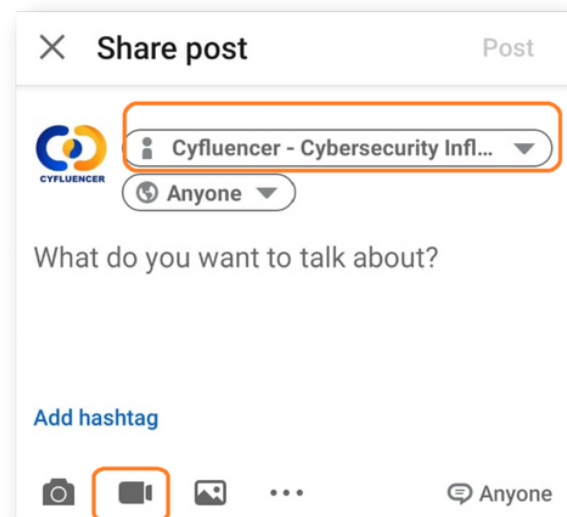 Share post
Post
CYFLUENCER
Cyfluencer - Cybersecurity Infl...
Anyone
What do you want to talk about?
Add hashtag
Anyone